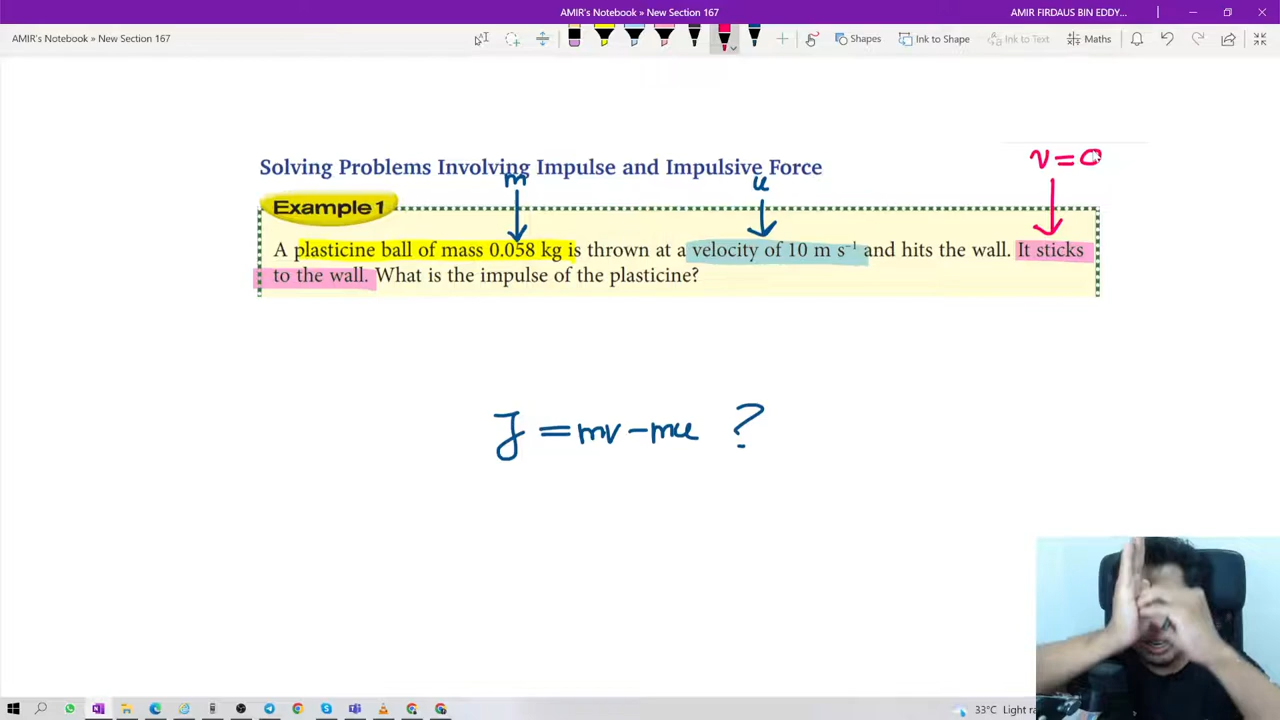 AMIR's Notebook » New Section 167
AMIR FIRDAUS BIN EDDY...
AMIR's Notebook » New Section 167
Shapes
Ink to Shape
Ink to Text
Maths
Solving Problems Involving Impulse and Impulsive Force
m
u
v = 0
Example 1
A plasticine ball of mass 0.058 kg is thrown at a velocity of 10 m s⁻¹ and hits the wall. It sticks
to the wall. What is the impulse of the plasticine?
J = mv - mu ?
33°C Light